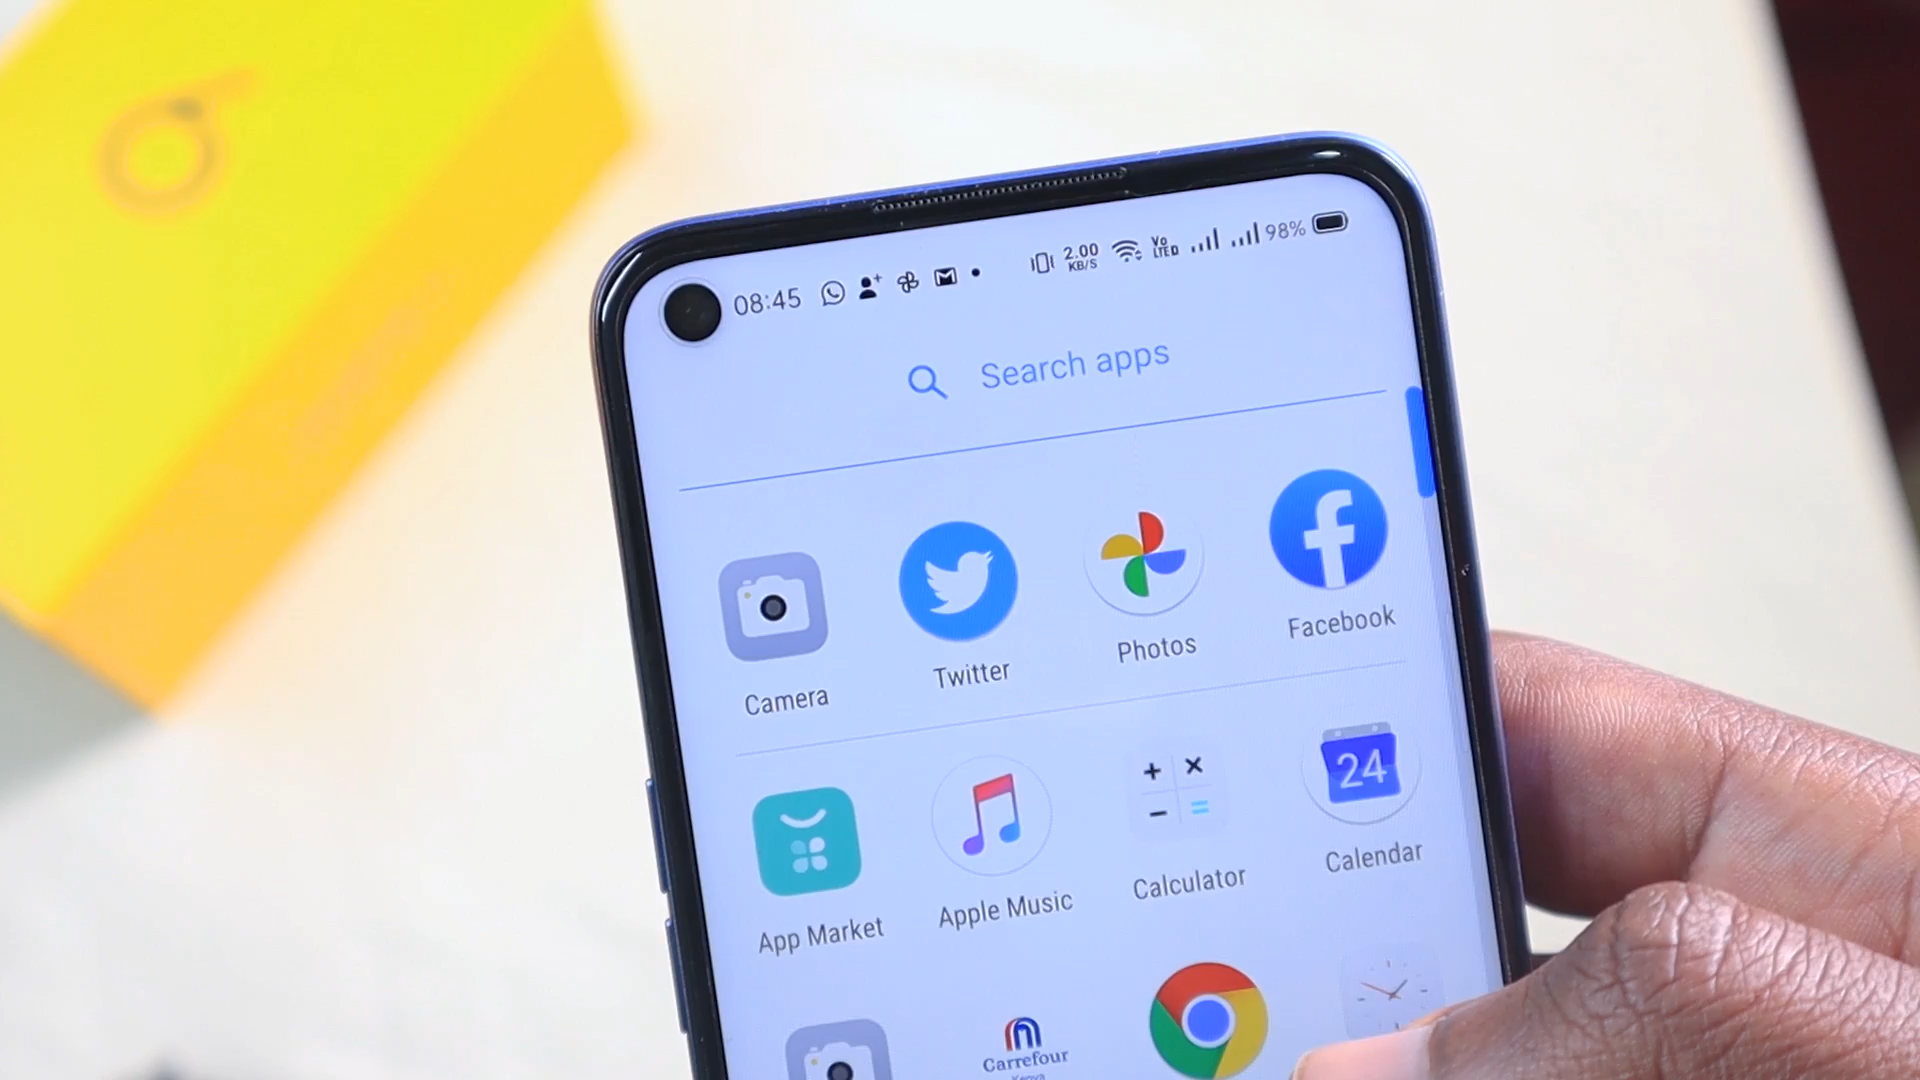 08:45 2.00 KB/S Vo LTE 98%
Search apps
Camera Twitter Photos Facebook
24
App Market Apple Music Calculator Calendar
Carrefour
Kenya